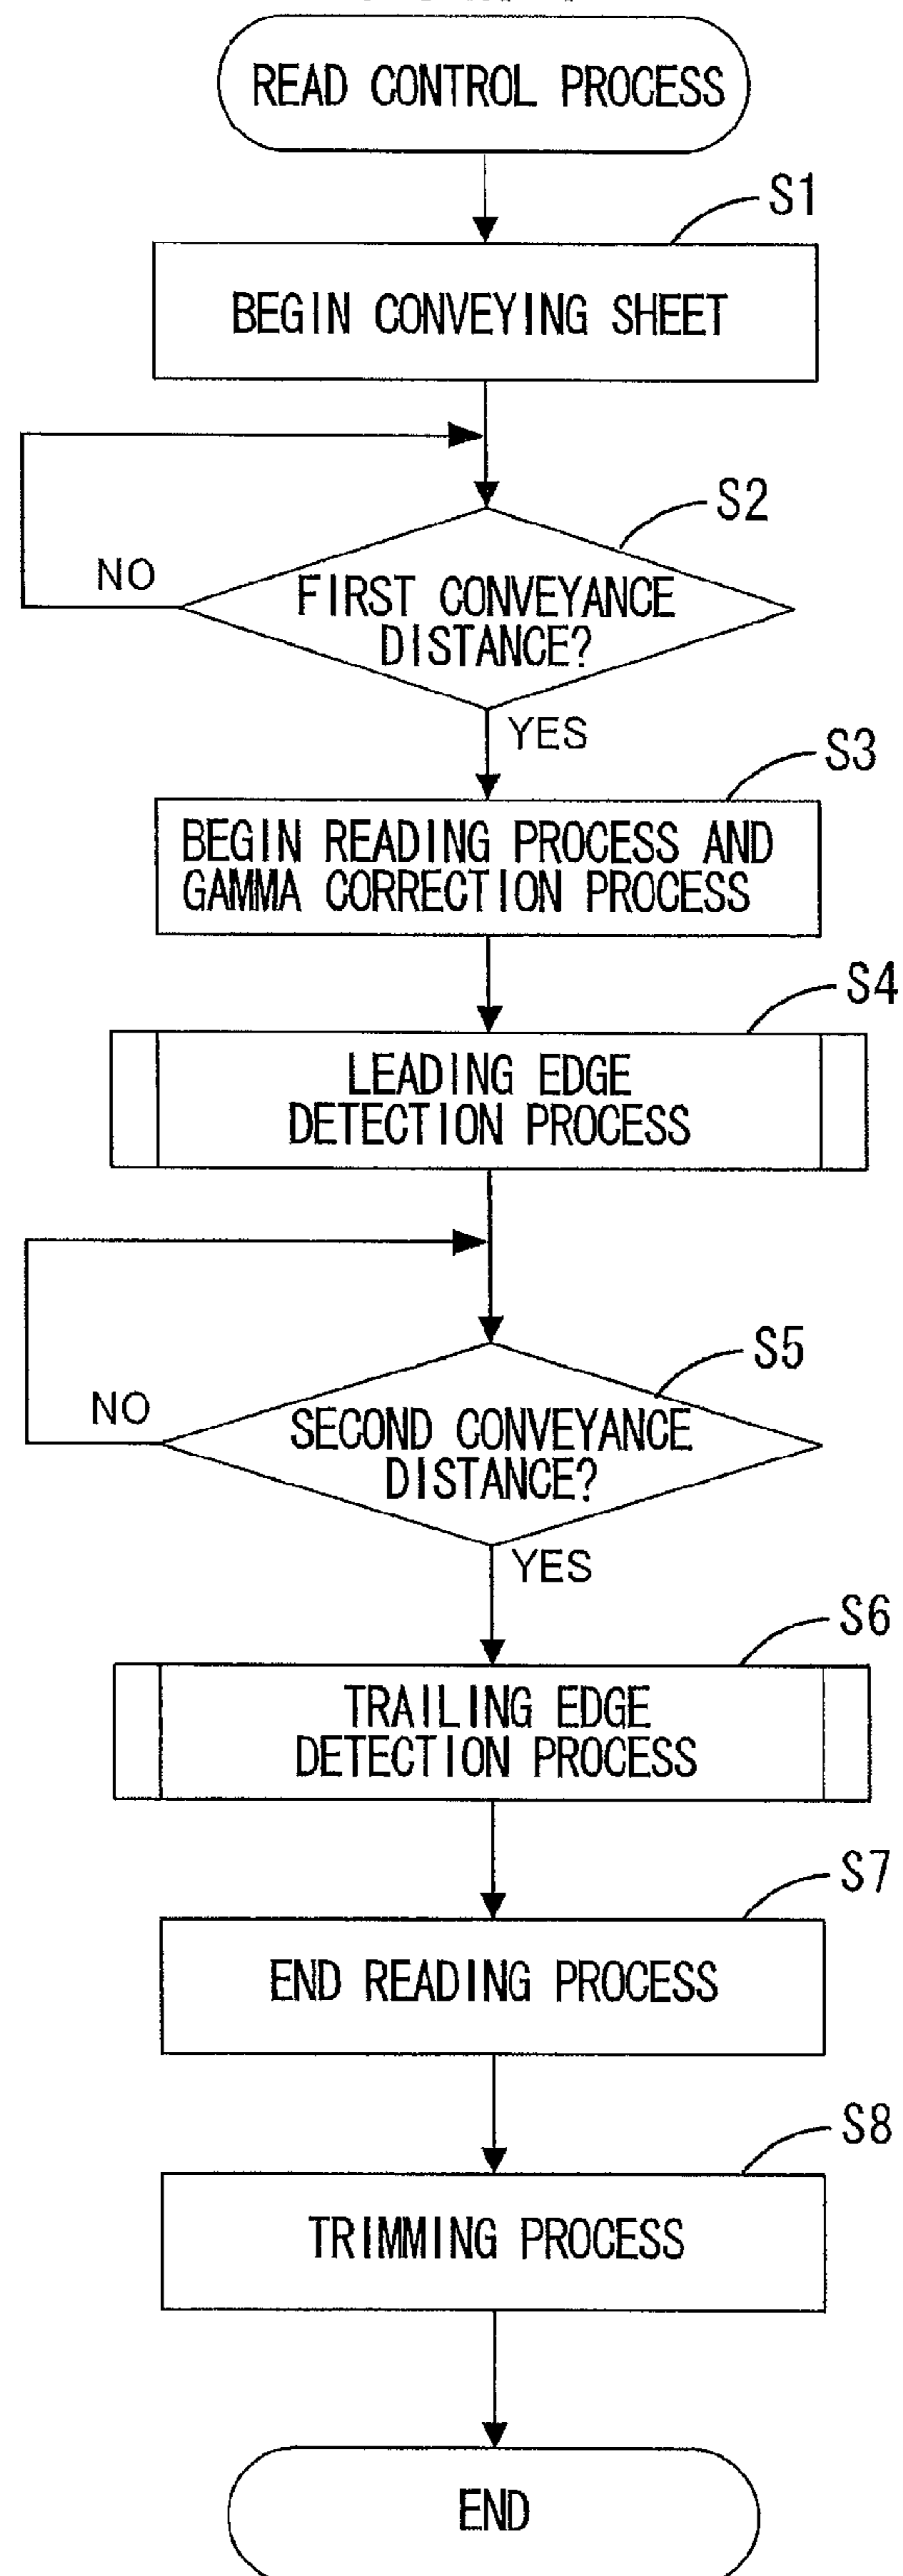 READ CONTROL PROCESS
S1
BEGIN CONVEYING SHEET
S2
NO
FIRST CONVEYANCE
DISTANCE?
YES
S3
BEGIN READING PROCESS AND
GAMMA CORRECTION PROCESS
S4
LEADING EDGE
DETECTION PROCESS
S5
NO
SECOND CONVEYANCE
DISTANCE?
YES
S6
TRAILING EDGE
DETECTION PROCESS
S7
END READING PROCESS
S8
TRIMMING PROCESS
END